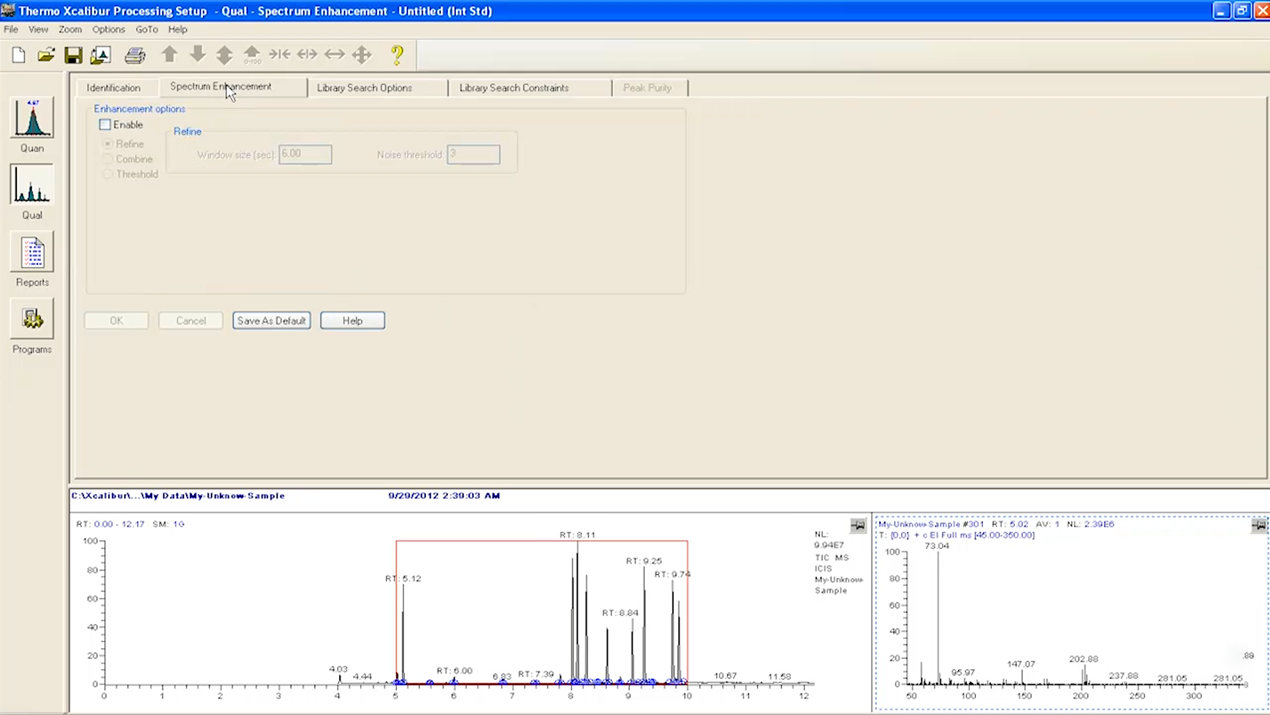 Thermo Xcalibur Processing Setup - Qual - Spectrum Enhancement - Untitled (Int Std)
File View Zoom Options GoTo Help
Identification Spectrum Enhancement Library Search Options Library Search Constraints Peak Purity
Enhancement options
Enable
Refine
Refine
Window size (sec): 6.00 Noise threshold: 3
Combine
Threshold
OK Cancel Save As Default Help
Quan
Qual
Reports
Programs
C:\Xcalibur\...\My Data\My-Unknow-Sample 9/29/2012 2:39:03 AM
RT: 0.00 - 12.17 SM: 1G
NL:
9.94E7
TIC MS
ICIS
My-Unknow-
Sample
100
80
60
40
20
0
RT: 8.11
RT: 5.12
RT: 9.25
RT: 9.74
RT: 8.84
4.03
4.44
RT: 6.00
6.83
RT: 7.39
10.67
11.58
0 1 2 3 4 5 6 7 8 9 10 11 12
My-Unknow-Sample #301 RT: 5.02 AV: 1 NL: 2.39E6
T: {0,0} + c EI Full ms [45.00-350.00]
100
80
60
40
20
0
73.04
95.97
147.07
202.88
237.88
281.05
281.05
.89
50 100 150 200 250 300